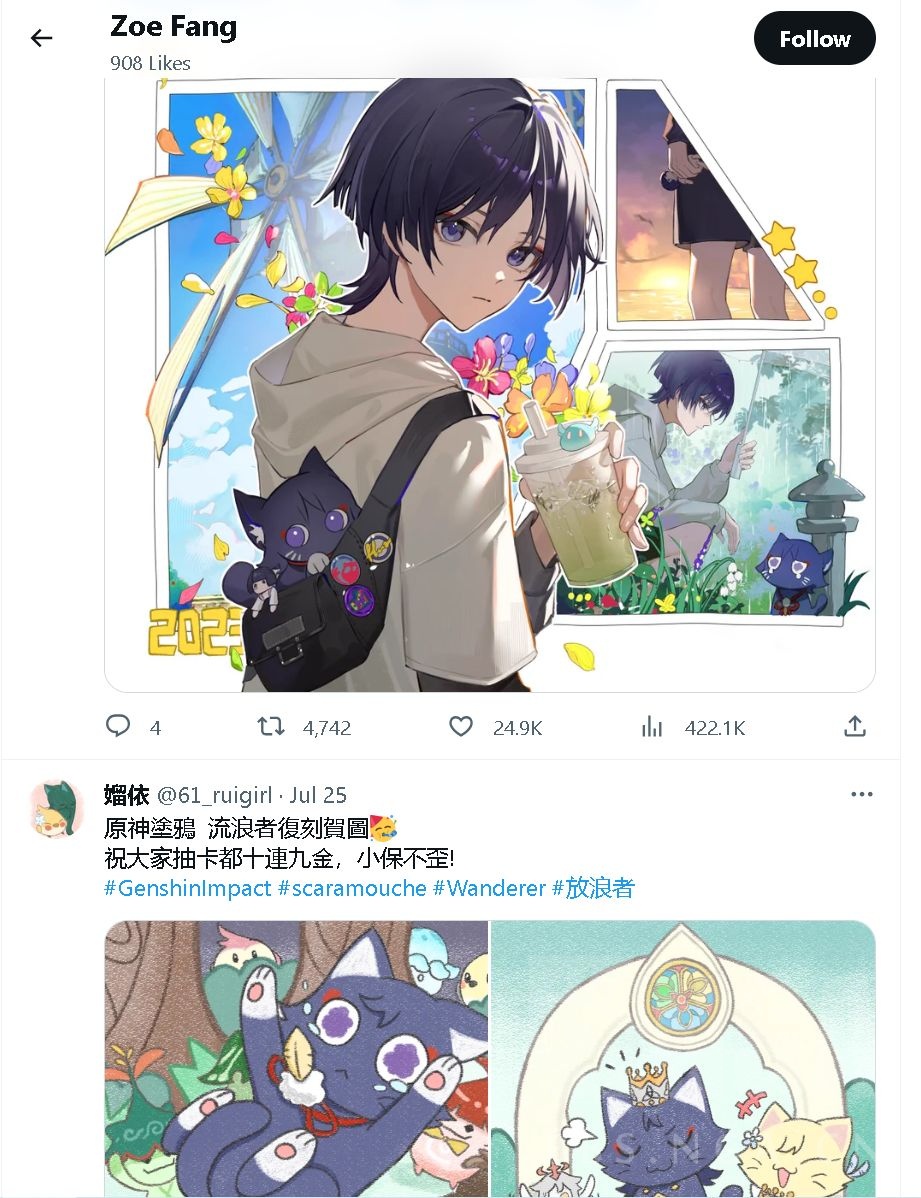 Zoe Fang
908 Likes
Follow
2023
4
4,742
24.9K
422.1K
媹依 @61_ruigirl · Jul 25
原神塗鴉 流浪者復刻賀圖🥳
祝大家抽卡都十連九金，小保不歪!
#GenshinImpact #scaramouche #Wanderer #放浪者